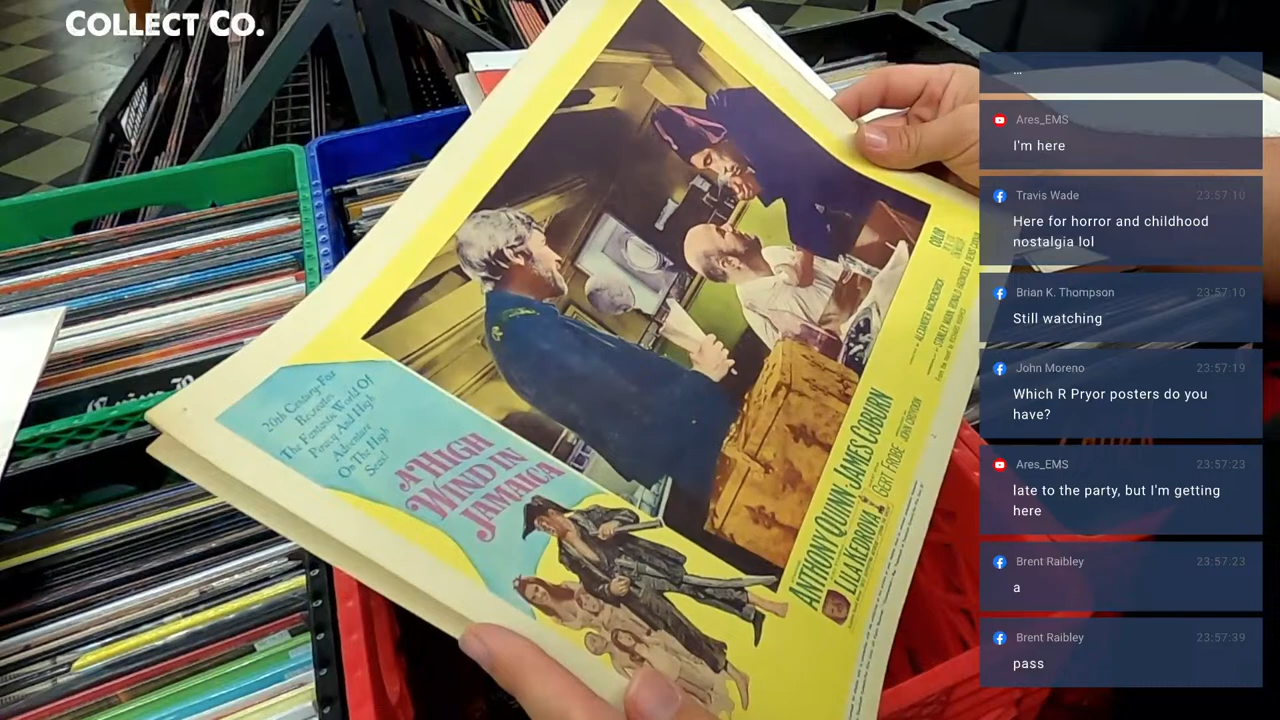 COLLECT CO.
20th Century-Fox
Recreates
The Fantastic World Of
Piracy And High
Adventure
On The High
Seas!
A HIGH
WIND IN
JAMAICA
ANTHONY QUINN JAMES COBURN
LILA KEDROVA
GERT FROBE
COLOR
...
Ares_EMS
I'm here
Travis Wade 23:57:10
Here for horror and childhood
nostalgia lol
Brian K. Thompson 23:57:10
Still watching
John Moreno 23:57:19
Which R Pryor posters do you
have?
Ares_EMS 23:57:23
late to the party, but I'm getting
here
Brent Raibley 23:57:23
a
Brent Raibley 23:57:39
pass